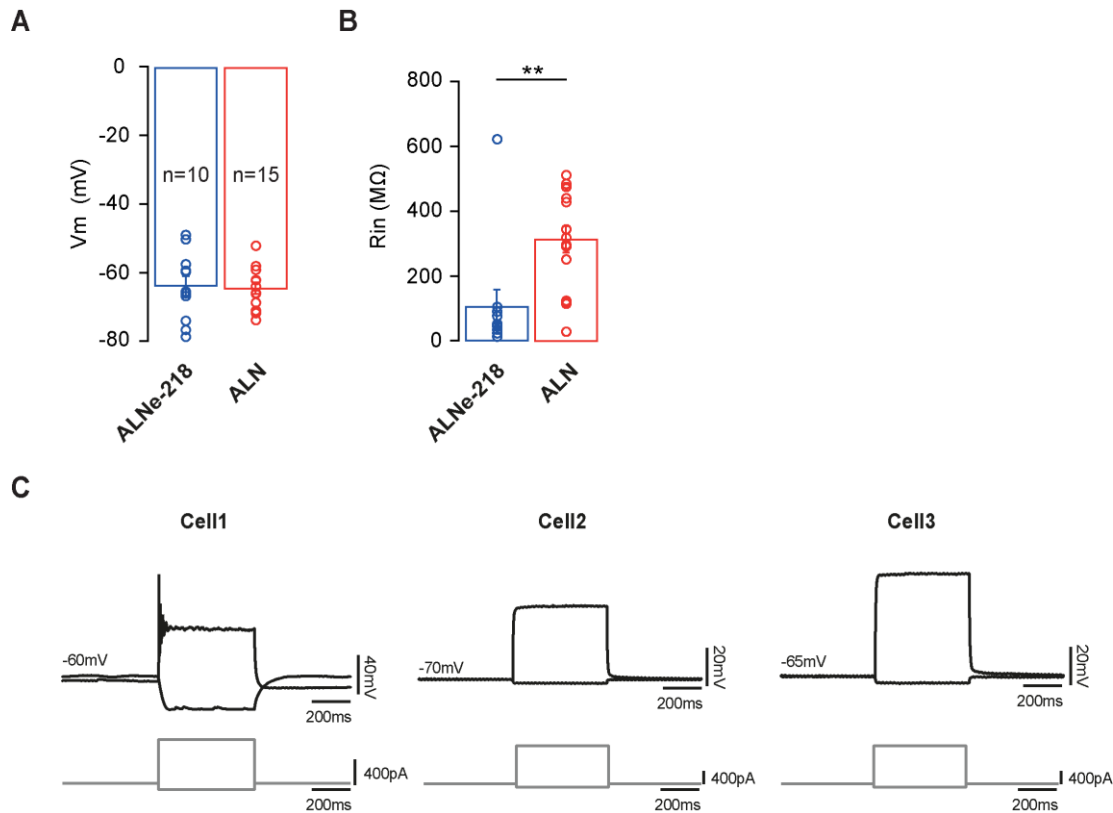 A
B
0
-20
-40
-60
-80
Vm (mV)
n=10
n=15
ALNe-218
ALN
800
600
400
200
0
Rin (MΩ)
**
ALNe-218
ALN
C
Cell1
Cell2
Cell3
-60mV
40mV
200ms
-70mV
20mV
200ms
-65mV
20mV
200ms
400pA
200ms
400pA
200ms
400pA
200ms